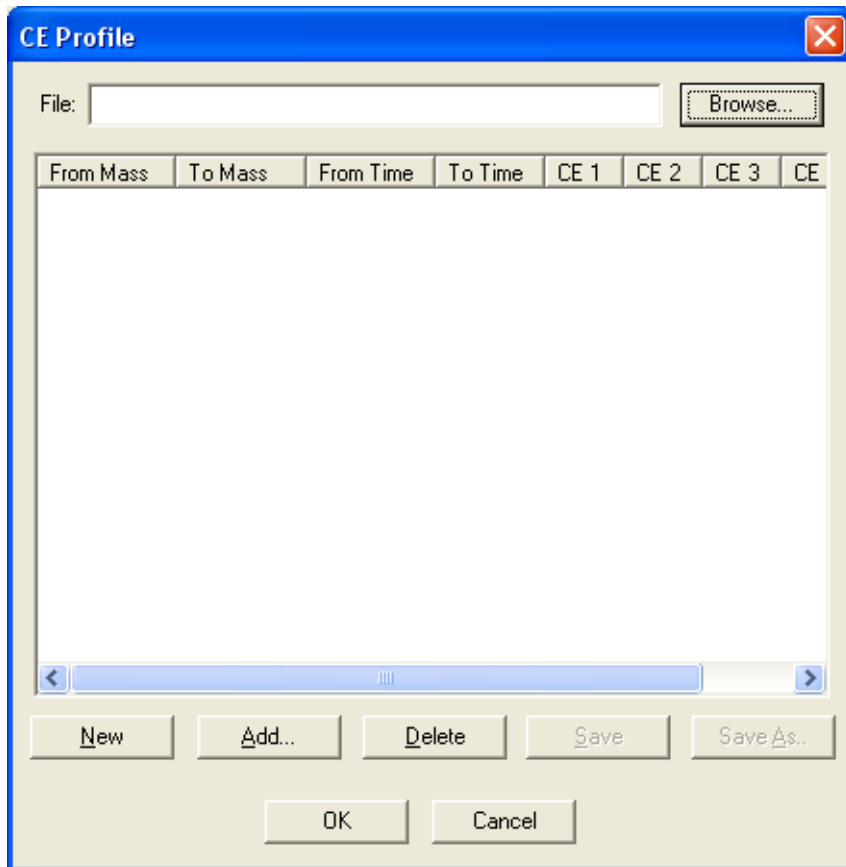 CE Profile
File: Browse...
From Mass To Mass From Time To Time CE 1 CE 2 CE 3 CE
New Add... Delete Save Save As..
OK Cancel